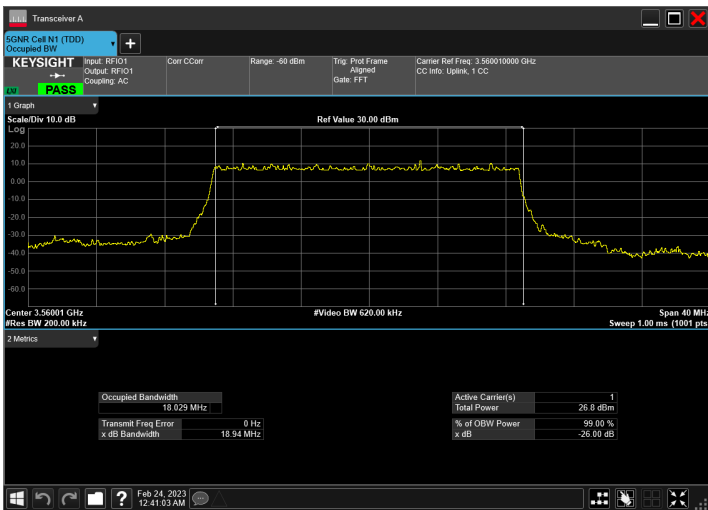 Transceiver A
5GNR Cell N1 (TDD)
Occupied BW
KEYSIGHT
PASS
Input: RFIO1
Output: RFIO1
Coupling: AC
Corr CCorr
Range: -60 dBm
Trig: Prot Frame
Aligned
Gate: FFT
Carrier Ref Freq: 3.560010000 GHz
CC Info: Uplink, 1 CC
1 Graph
Scale/Div 10.0 dB
Ref Value 30.00 dBm
Log
20.0
10.0
0.00
-10.0
-20.0
-30.0
-40.0
-50.0
-60.0
Center 3.56001 GHz
#Video BW 620.00 kHz
Span 40 MHz
#Res BW 200.00 kHz
Sweep 1.00 ms (1001 pts)
2 Metrics
Occupied Bandwidth
18.029 MHz
Transmit Freq Error 0 Hz
x dB Bandwidth 18.94 MHz
Active Carrier(s) 1
Total Power 26.8 dBm
% of OBW Power 99.00 %
x dB -26.00 dB
Feb 24, 2023
12:41:03 AM